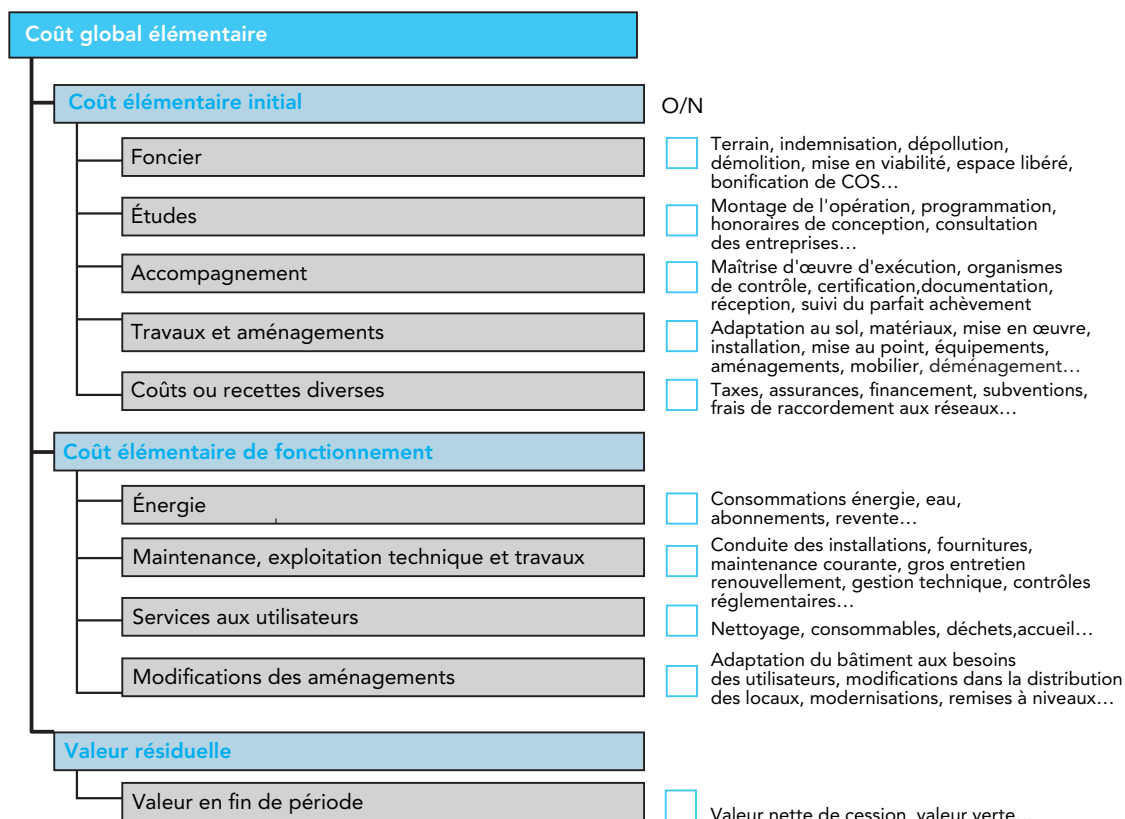 Coût global élémentaire
Coût élémentaire initial
O/N
Foncier
Terrain, indemnisation, dépollution,
démolition, mise en viabilité, espace libéré,
bonification de COS…
Études
Montage de l'opération, programmation,
honoraires de conception, consultation
des entreprises…
Accompagnement
Maîtrise d'œuvre d'exécution, organismes
de contrôle, certification,documentation,
réception, suivi du parfait achèvement
Travaux et aménagements
Adaptation au sol, matériaux, mise en œuvre,
installation, mise au point, équipements,
aménagements, mobilier, déménagement…
Coûts ou recettes diverses
Taxes, assurances, financement, subventions,
frais de raccordement aux réseaux…
Coût élémentaire de fonctionnement
Énergie
Consommations énergie, eau,
abonnements, revente…
Maintenance, exploitation technique et travaux
Conduite des installations, fournitures,
maintenance courante, gros entretien
renouvellement, gestion technique, contrôles
réglementaires…
Services aux utilisateurs
Nettoyage, consommables, déchets,accueil…
Modifications des aménagements
Adaptation du bâtiment aux besoins
des utilisateurs, modifications dans la distribution
des locaux, modernisations, remises à niveaux…
Valeur résiduelle
Valeur en fin de période
Valeur nette de cession, valeur verte…